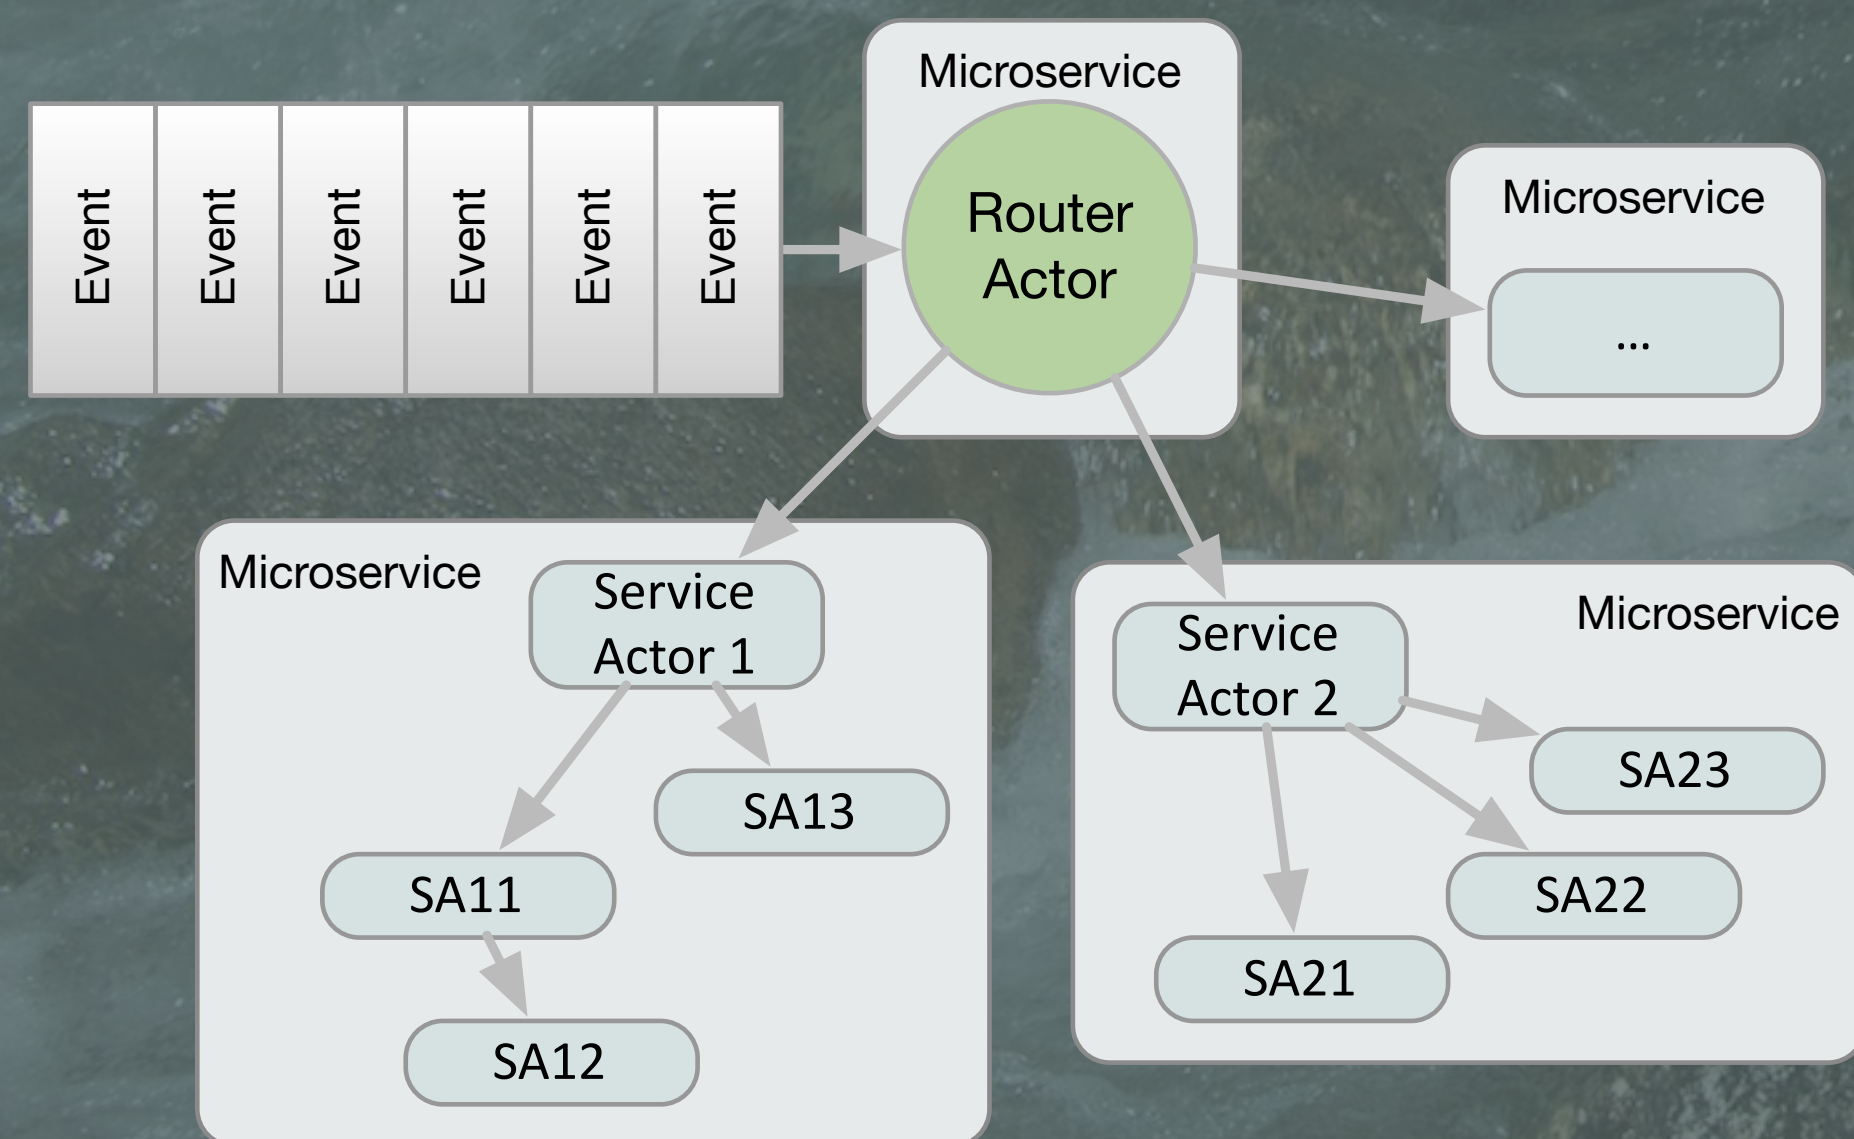 Microservice
Event
Event
Event
Event
Event
Event
Router
Actor
Microservice
...
Microservice
Service
Actor 1
SA13
SA11
SA12
Microservice
Service
Actor 2
SA23
SA22
SA21